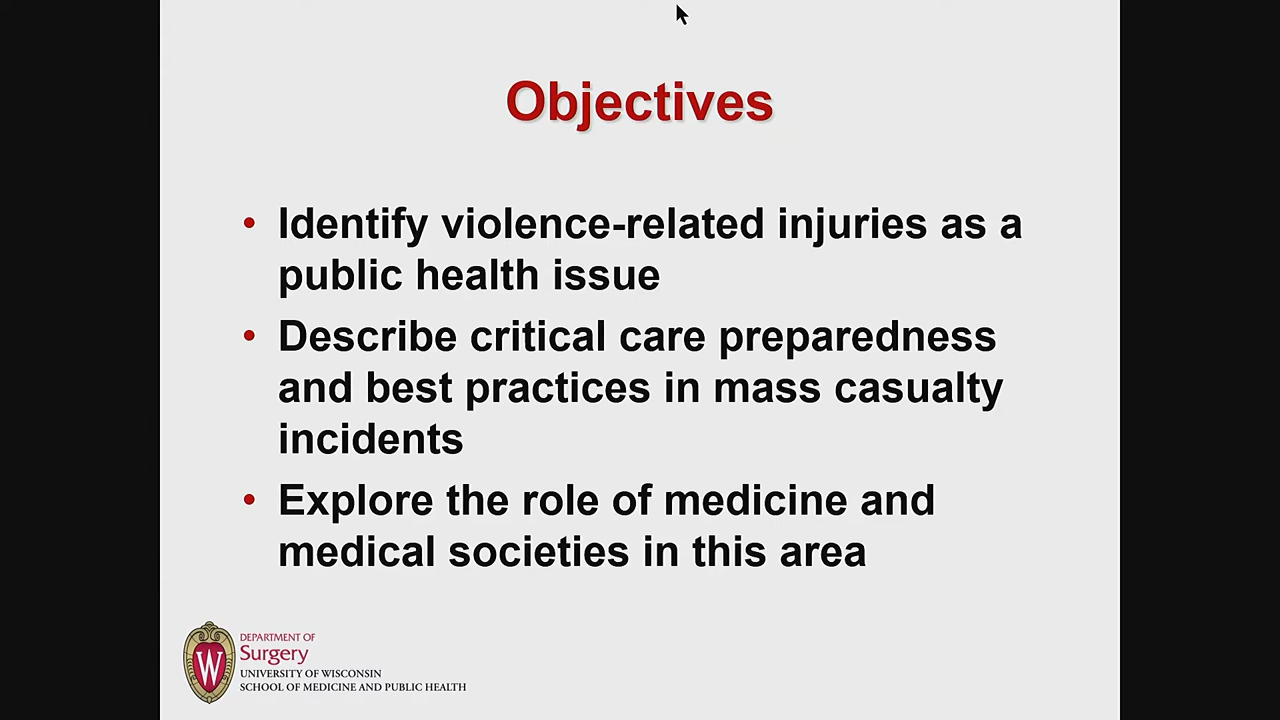 Objectives
• Identify violence-related injuries as a
public health issue
• Describe critical care preparedness
and best practices in mass casualty
incidents
• Explore the role of medicine and
medical societies in this area
W
DEPARTMENT OF
Surgery
UNIVERSITY OF WISCONSIN
SCHOOL OF MEDICINE AND PUBLIC HEALTH